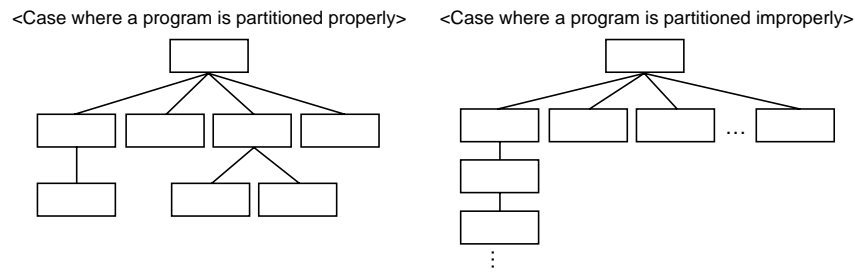 <Case where a program is partitioned properly>
<Case where a program is partitioned improperly>
…
⋮